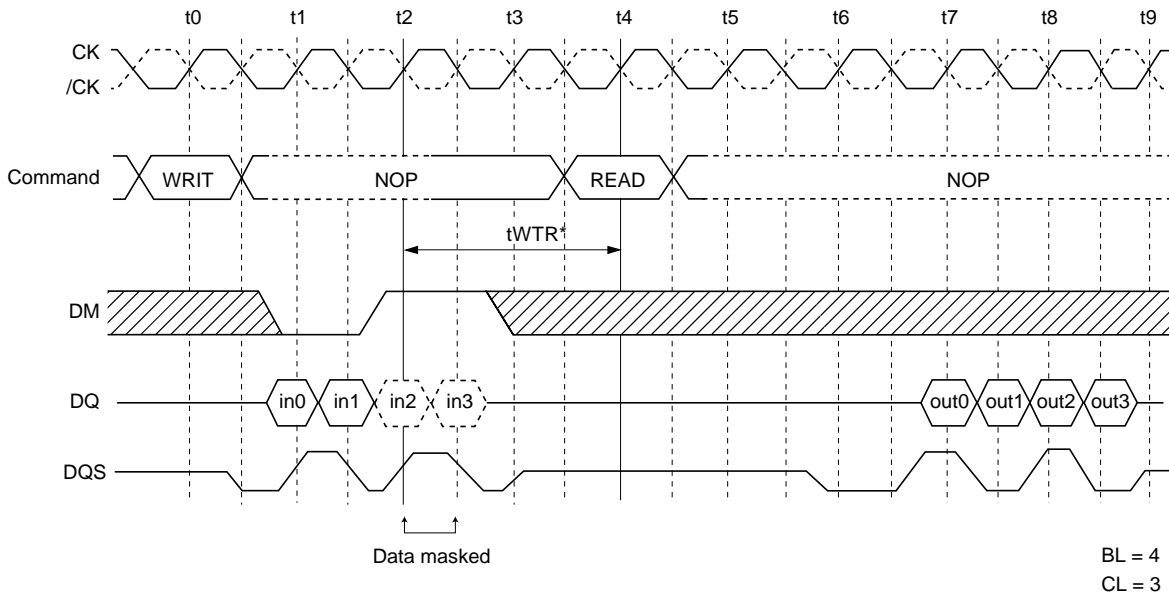 t0 t1 t2 t3 t4 t5 t6 t7 t8 t9
CK
/CK
Command WRIT NOP READ NOP
tWTR*
DM
DQ in0 in1 in2 in3 out0 out1 out2 out3
DQS
Data masked
BL = 4
CL = 3